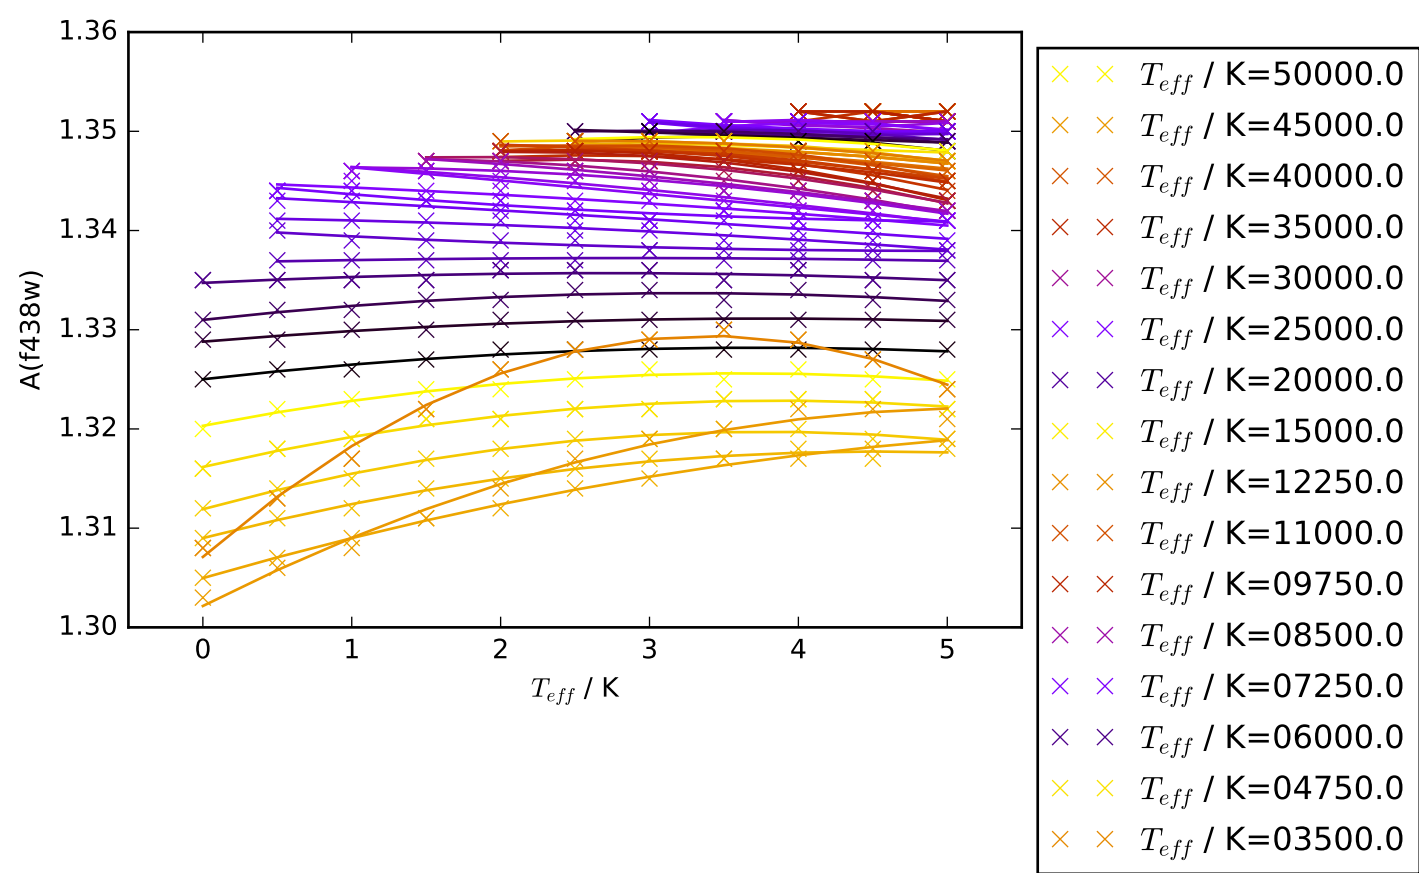 1.36
1.35
1.34
1.33
1.32
1.31
1.30
A(f438w)
0 1 2 3 4 5
T_eff / K
T_eff / K=50000.0
T_eff / K=45000.0
T_eff / K=40000.0
T_eff / K=35000.0
T_eff / K=30000.0
T_eff / K=25000.0
T_eff / K=20000.0
T_eff / K=15000.0
T_eff / K=12250.0
T_eff / K=11000.0
T_eff / K=09750.0
T_eff / K=08500.0
T_eff / K=07250.0
T_eff / K=06000.0
T_eff / K=04750.0
T_eff / K=03500.0